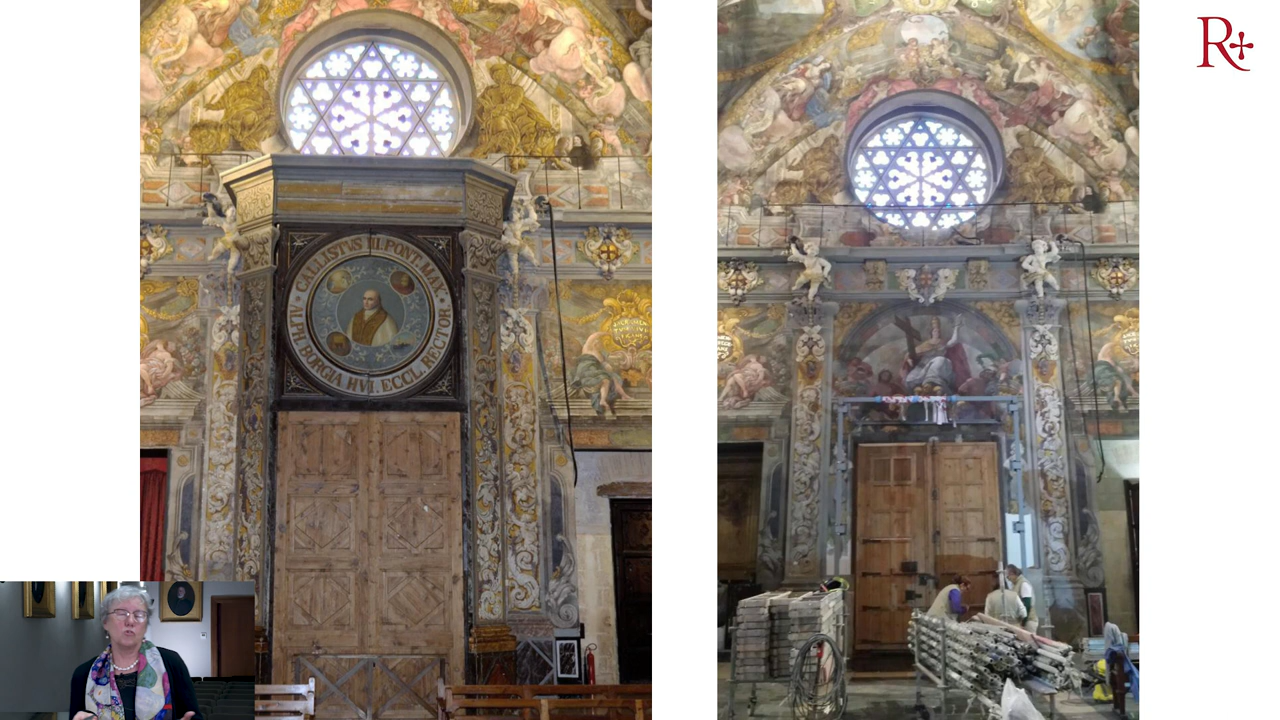 CALLISTVS III.PONT.MAX.
ALPH. BORGIA HVI. ECCL. RECTOR
R